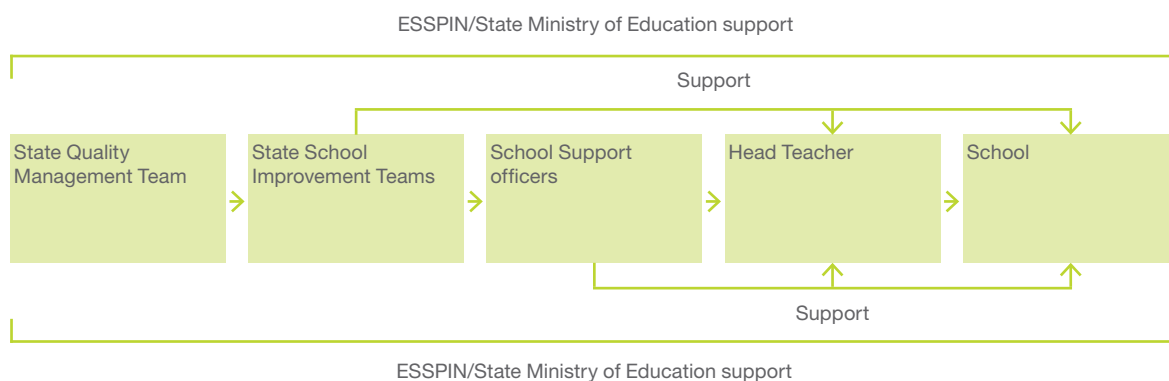 ESSPIN/State Ministry of Education support
Support
State Quality
Management Team
State School
Improvement Teams
School Support
officers
Head Teacher
School
Support
ESSPIN/State Ministry of Education support